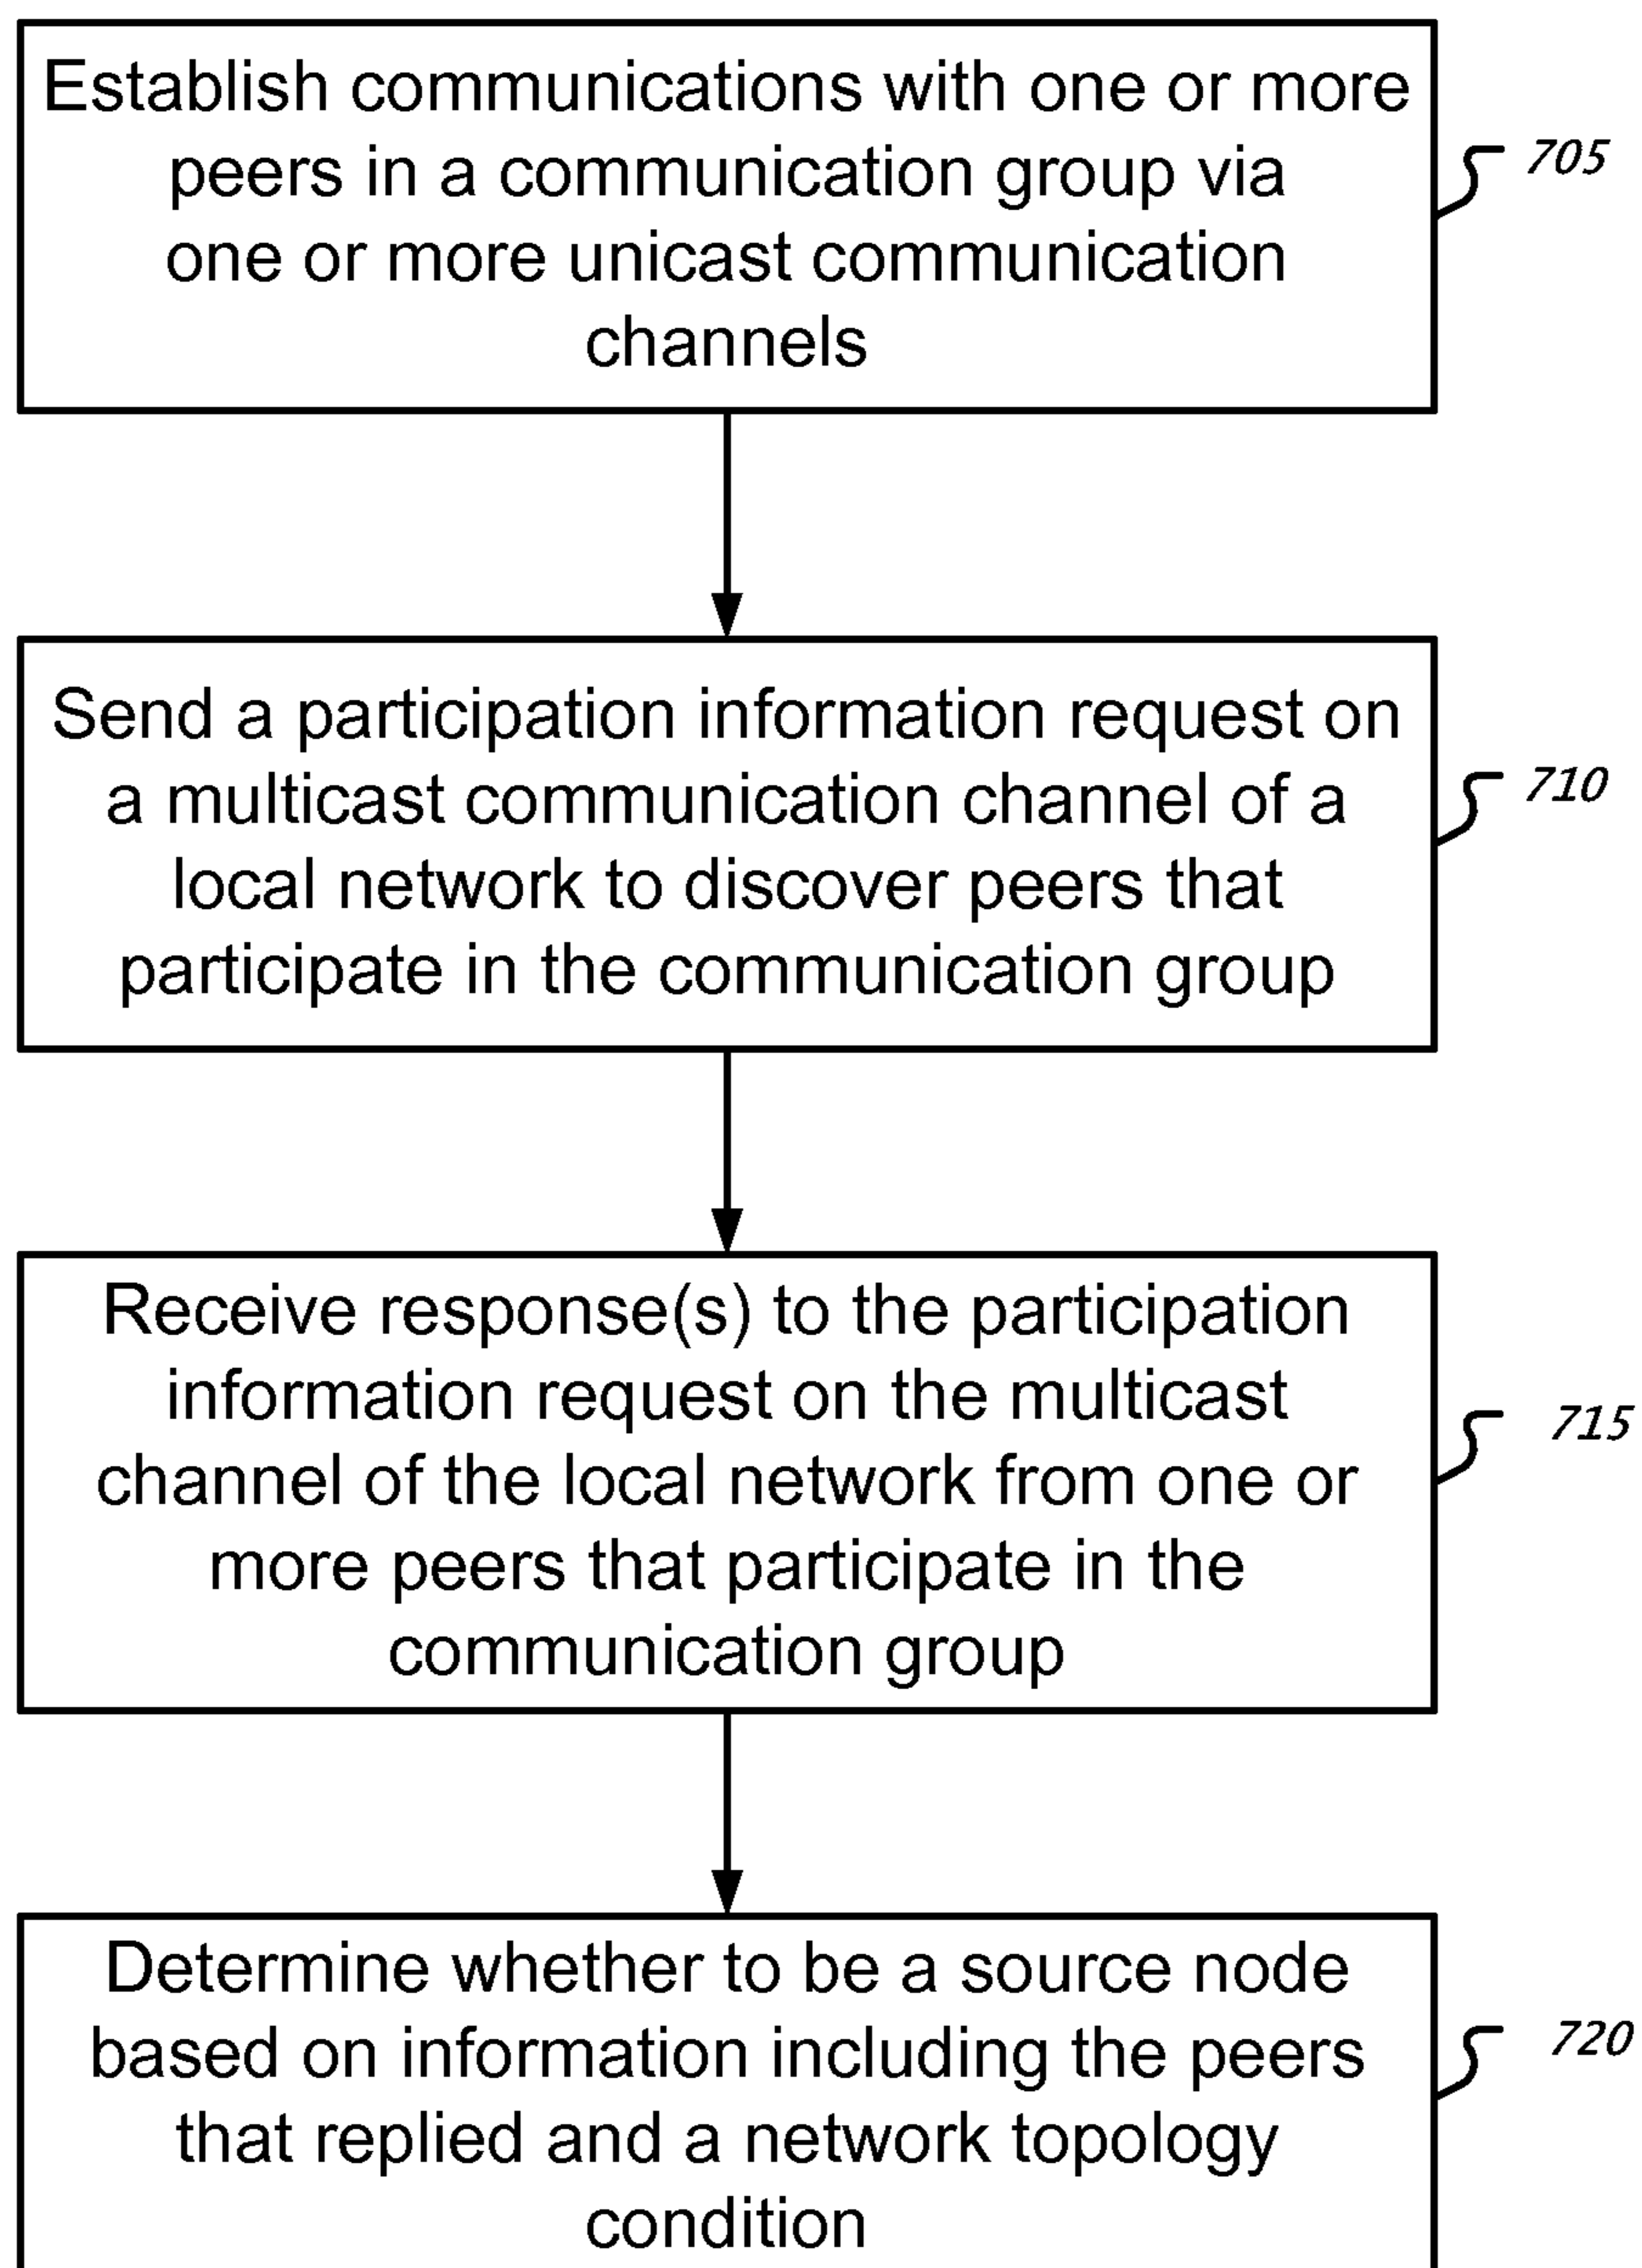 Establish communications with one or more
peers in a communication group via
one or more unicast communication
channels
705
Send a participation information request on
a multicast communication channel of a
local network to discover peers that
participate in the communication group
710
Receive response(s) to the participation
information request on the multicast
channel of the local network from one or
more peers that participate in the
communication group
715
Determine whether to be a source node
based on information including the peers
that replied and a network topology
condition
720